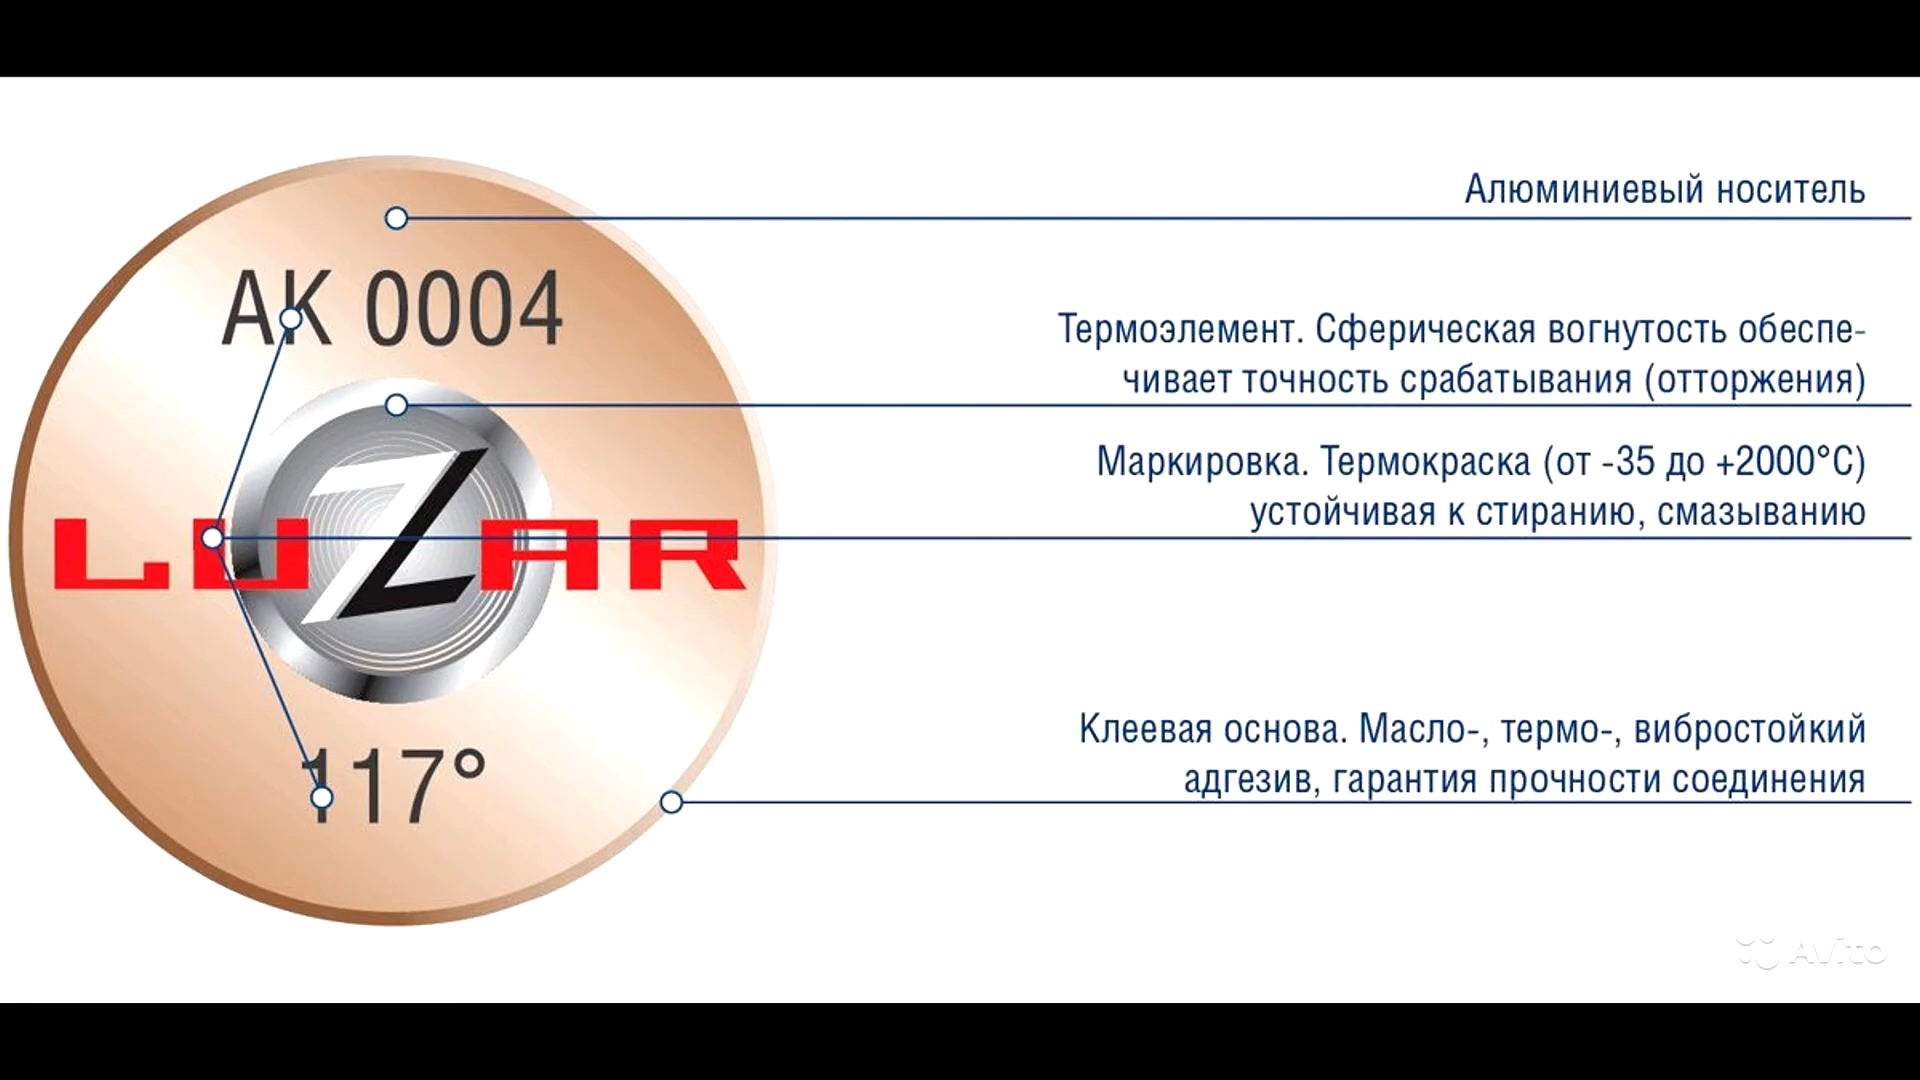 Алюминиевый носитель
АК 0004
Термоэлемент. Сферическая вогнутость обеспе-
чивает точность срабатывания (отторжения)
Маркировка. Термокраска (от -35 до +2000°С)
устойчивая к стиранию, смазыванию
LUZAR
Клеевая основа. Масло-, термо-, вибростойкий
адгезив, гарантия прочности соединения
117°
Avito